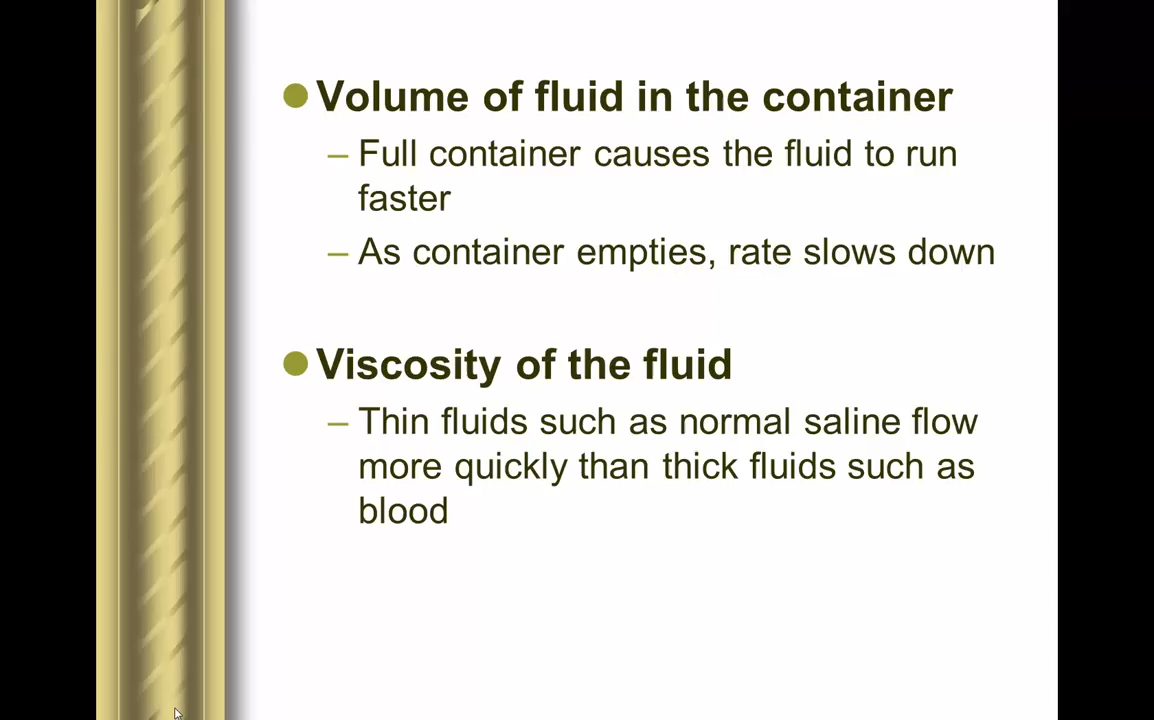 Volume of fluid in the container
– Full container causes the fluid to run
faster
– As container empties, rate slows down
Viscosity of the fluid
– Thin fluids such as normal saline flow
more quickly than thick fluids such as
blood